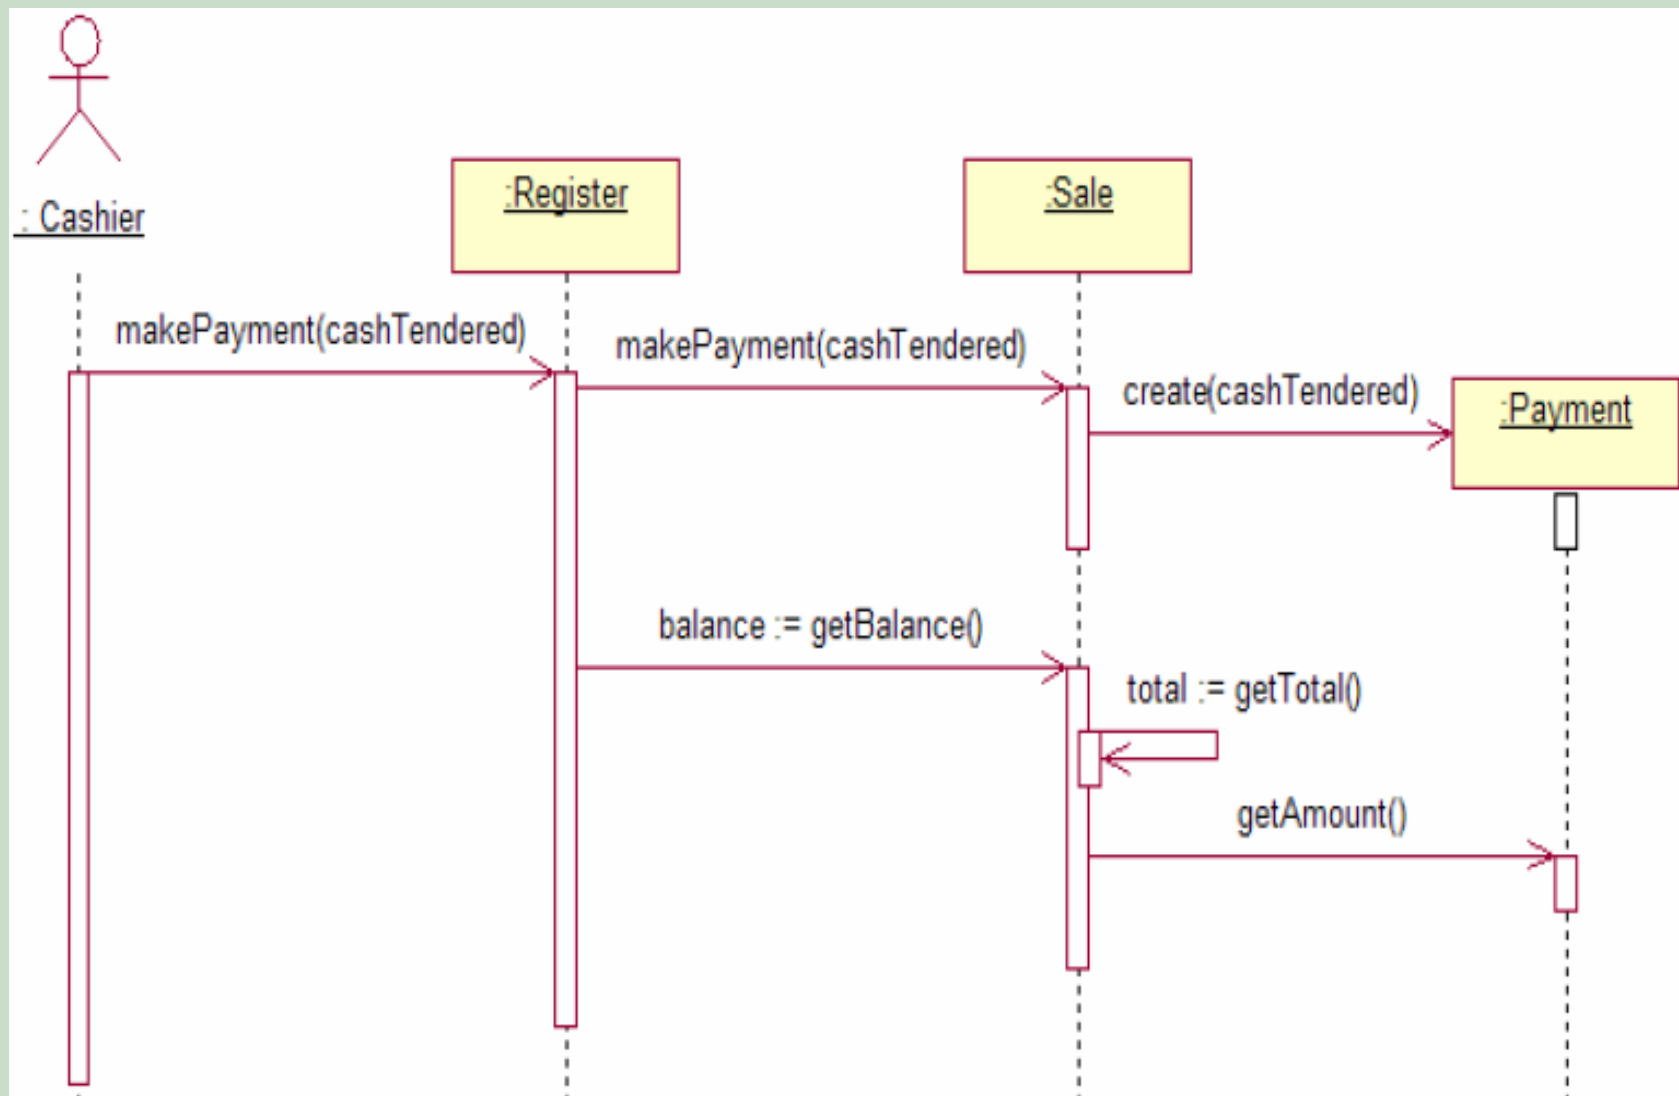 :Register
:Sale
: Cashier
makePayment(cashTendered)
makePayment(cashTendered)
create(cashTendered)
:Payment
balance := getBalance()
total := getTotal()
getAmount()